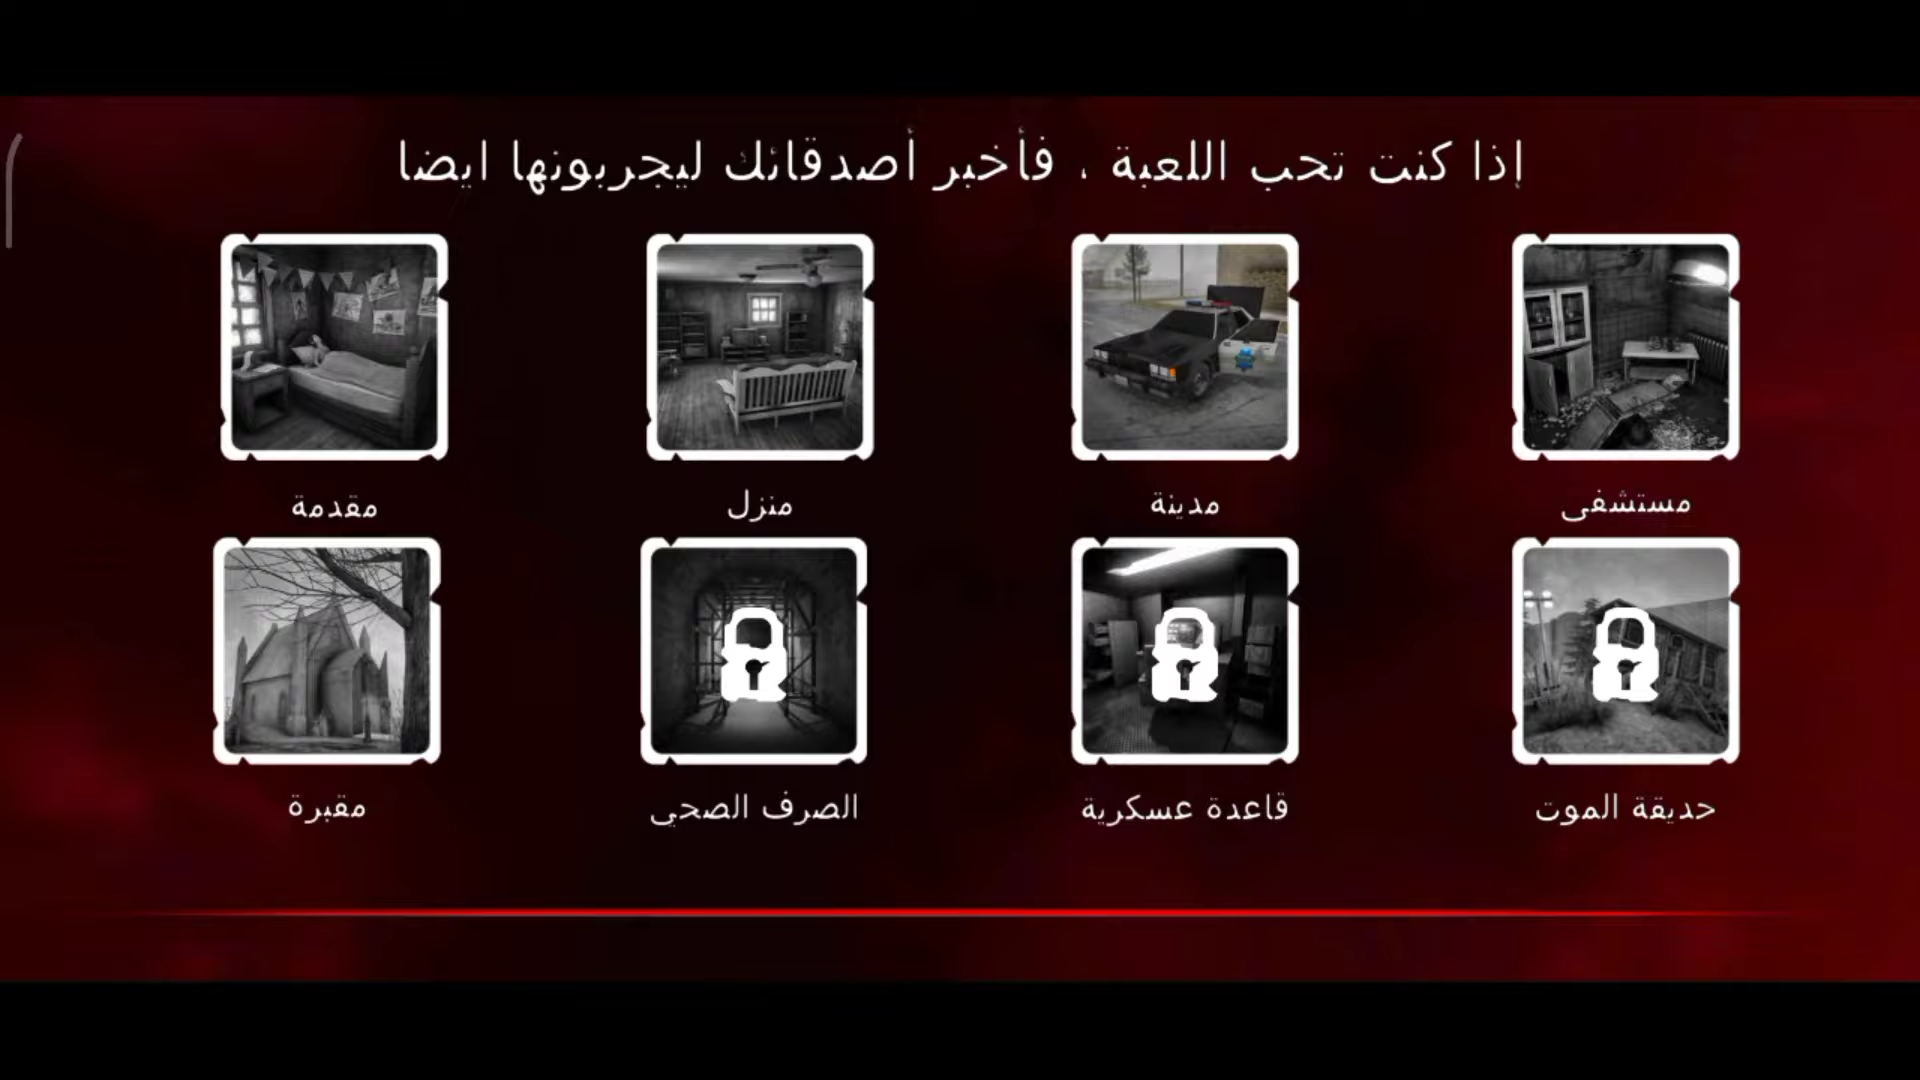 إذا كنت تحب اللعبة ، فأخبر أصدقائك ليجربونها ايضا
مقدمة
منزل
مدينة
مستشفى
مقبرة
الصرف الصحي
قاعدة عسكرية
حديقة الموت